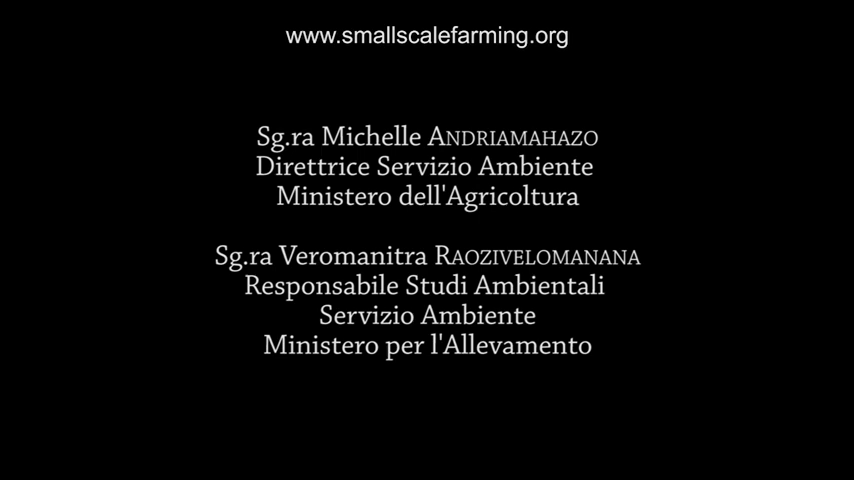 www.smallscalefarming.org
Sg.ra Michelle ANDRIAMAHAZO
Direttrice Servizio Ambiente
Ministero dell'Agricoltura
Sg.ra Veromanitra RAOZIVELOMANANA
Responsabile Studi Ambientali
Servizio Ambiente
Ministero per l'Allevamento